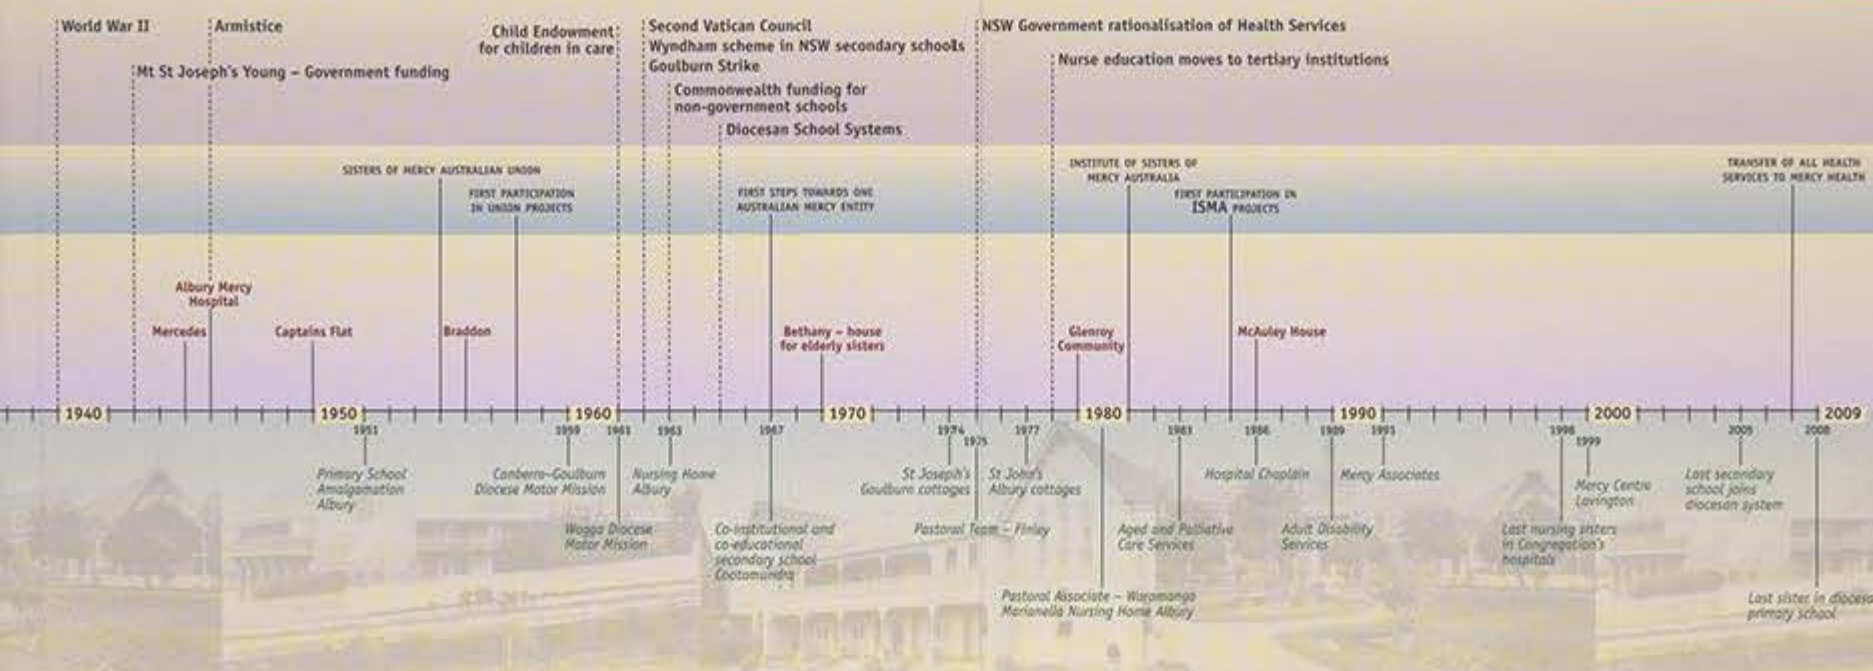 World War II
Armistice
Mt St Joseph's Young – Government funding
Child Endowment
for children in care
Second Vatican Council
Wyndham scheme in NSW secondary schools
Goulburn Strike
Commonwealth funding for
non-government schools
Diocesan School Systems
NSW Government rationalisation of Health Services
Nurse education moves to tertiary institutions
SISTERS OF MERCY AUSTRALIAN UNION
FIRST PARTICIPATION
IN UNION PROJECTS
FIRST STEPS TOWARDS ONE
AUSTRALIAN MERCY ENTITY
INSTITUTE OF SISTERS OF
MERCY AUSTRALIA
FIRST PARTICIPATION IN
ISMA PROJECTS
TRANSFER OF ALL HEALTH
SERVICES TO MERCY HEALTH
Albury Mercy
Hospital
Mercedes
Captains Flat
Braddon
Bethany – house
for elderly sisters
Glenroy
Community
McAuley House
1940 1950 1960 1970 1980 1990 2000 2009
1951 1959 1961 1963 1967 1974 1975 1977 1983 1986 1989 1991 1998 1999 2005 2008
Primary School
Amalgamation
Albury
Canberra–Goulburn
Diocese Motor Mission
Wagga Diocese
Motor Mission
Nursing Home
Albury
Co-institutional and
co-educational
secondary school
Cootamundra
St Joseph's
Goulburn cottages
St John's
Albury cottages
Pastoral Team – Finley
Pastoral Associate – Waramanga
Marianella Nursing Home Albury
Aged and Palliative
Care Services
Hospital Chaplain
Adult Disability
Services
Mercy Associates
Last nursing sisters
in Congregation's
hospitals
Mercy Centre
Lavington
Last secondary
school joins
diocesan system
Last sister in dioces
primary school